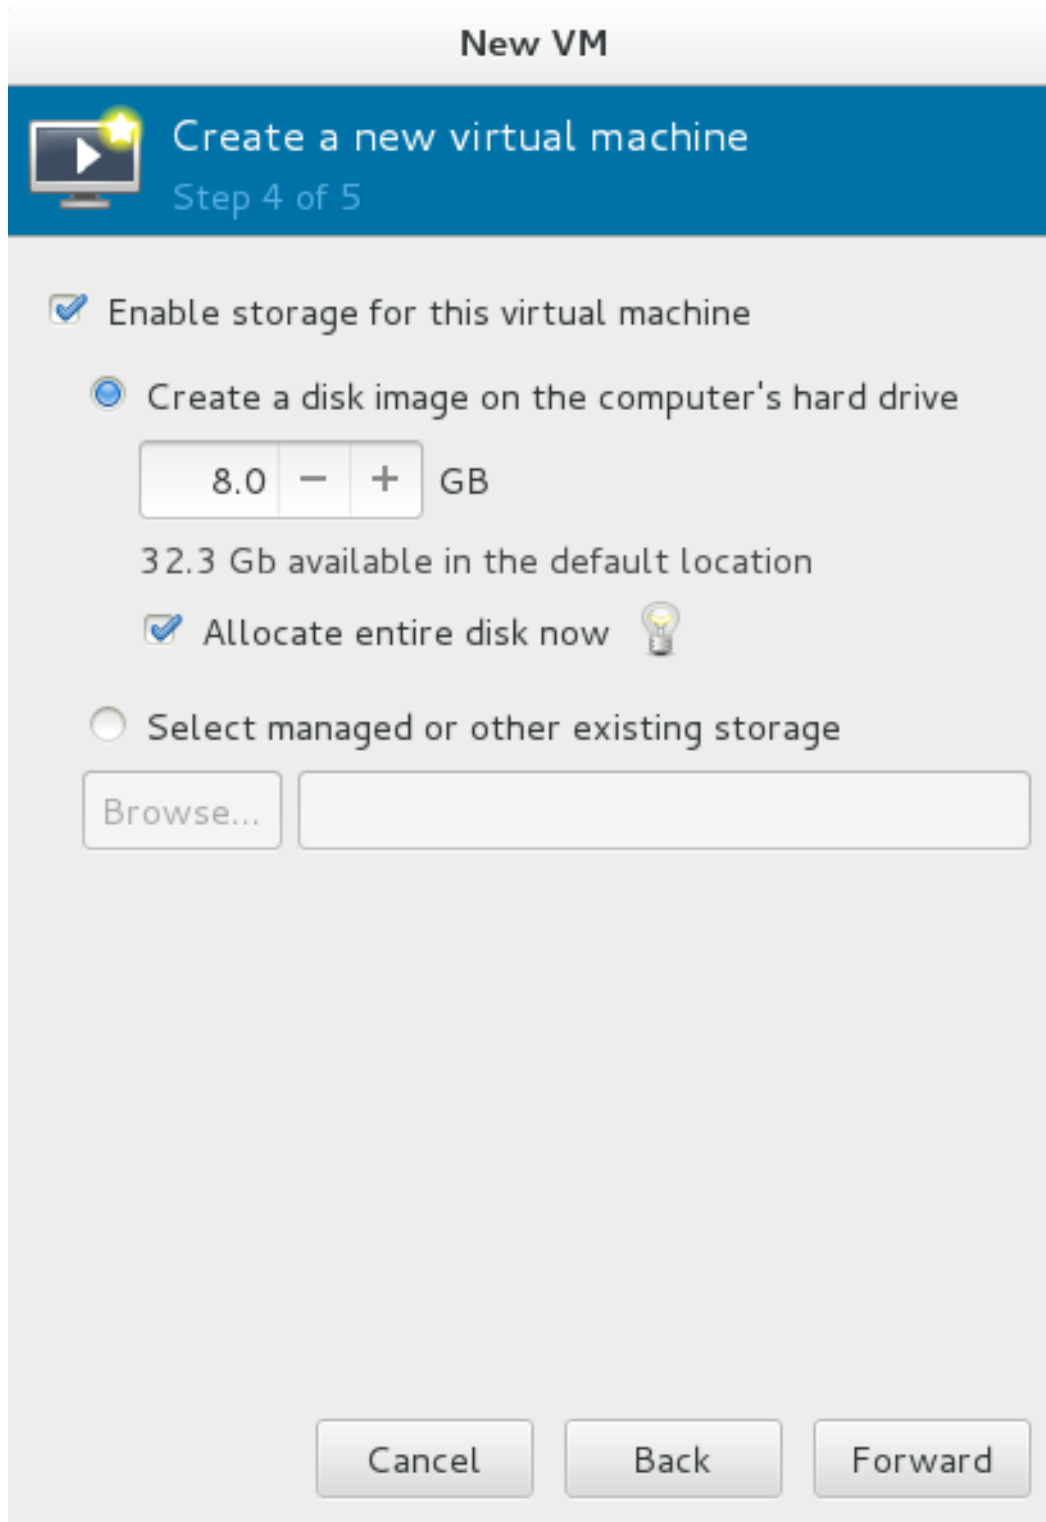 New VM
Create a new virtual machine
Step 4 of 5
Enable storage for this virtual machine
Create a disk image on the computer's hard drive
8.0 − + GB
32.3 Gb available in the default location
Allocate entire disk now
Select managed or other existing storage
Browse...
Cancel Back Forward